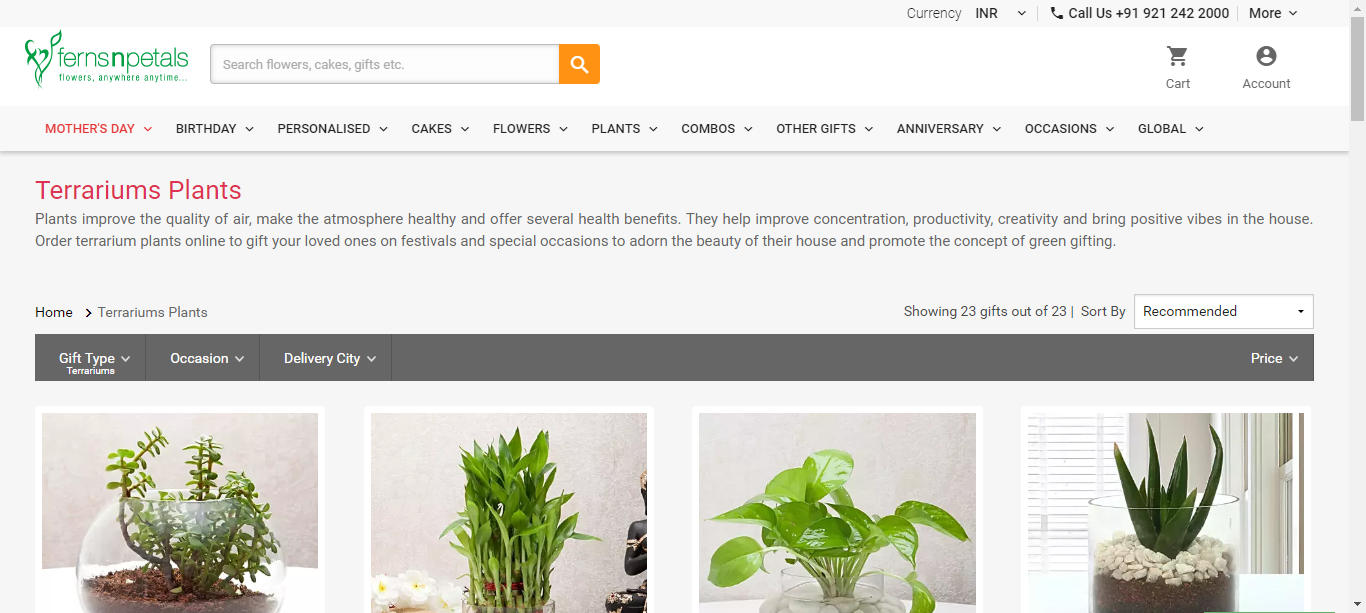 Currency INR Call Us +91 921 242 2000 More
fernsnpetals
flowers, anywhere anytime...
Search flowers, cakes, gifts etc.
Cart Account
MOTHER'S DAY BIRTHDAY PERSONALISED CAKES FLOWERS PLANTS COMBOS OTHER GIFTS ANNIVERSARY OCCASIONS GLOBAL
Terrariums Plants
Plants improve the quality of air, make the atmosphere healthy and offer several health benefits. They help improve concentration, productivity, creativity and bring positive vibes in the house.
Order terrarium plants online to gift your loved ones on festivals and special occasions to adorn the beauty of their house and promote the concept of green gifting.
Home Terrariums Plants Showing 23 gifts out of 23 | Sort By Recommended
Gift Type Occasion Delivery City Price
Terrariums